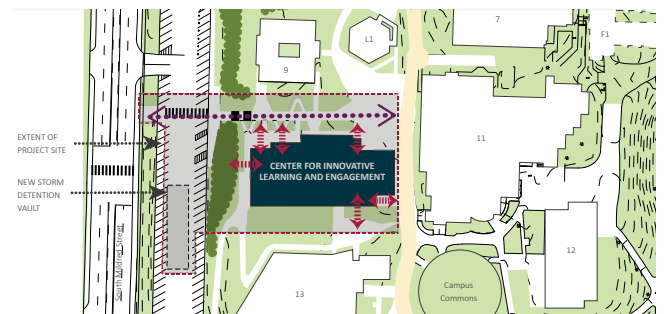 7
F1
L1
9
EXTENT OF
PROJECT SITE
11
CENTER FOR INNOVATIVE
LEARNING AND ENGAGEMENT
NEW STORM
DETENTION
VAULT
South Mildred Street
12
Campus
Commons
13